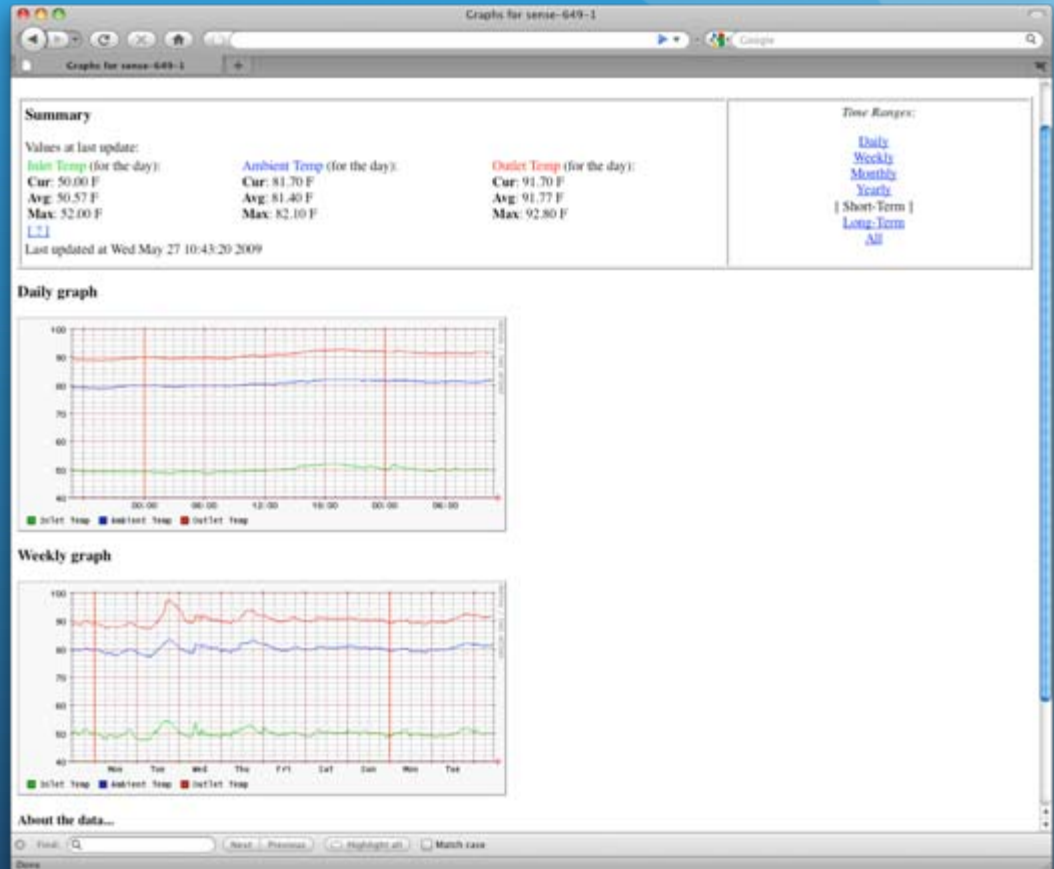 Graphs for sense-649-1
Google
Graphs for sense-649-1
Summary
Values at last update:
Inlet Temp (for the day):
Cur: 50.00 F
Avg: 50.57 F
Max: 52.00 F
[ ? ]
Ambient Temp (for the day):
Cur: 81.70 F
Avg: 81.40 F
Max: 82.10 F
Outlet Temp (for the day):
Cur: 91.70 F
Avg: 91.77 F
Max: 92.80 F
Last updated at Wed May 27 10:43:20 2009
Time Ranges:
Daily
Weekly
Monthly
Yearly
[ Short-Term ]
Long-Term
All
Daily graph
100
90
80
70
60
50
40
00:00 06:00 12:00 18:00 00:00 06:00
Inlet Temp Ambient Temp Outlet Temp
Weekly graph
100
90
80
70
60
50
40
Mon Tue Wed Thu Fri Sat Sun Mon Tue
Inlet Temp Ambient Temp Outlet Temp
About the data...
Find:
Next Previous Highlight all Match case
Done